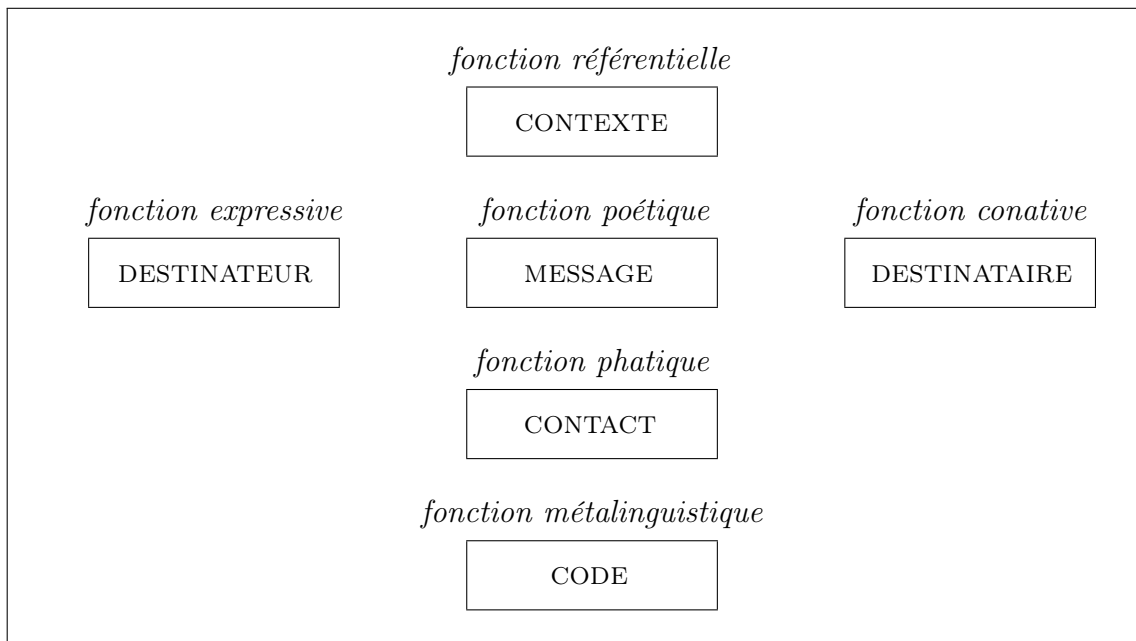 fonction référentielle
CONTEXTE
fonction expressive fonction poétique fonction conative
DESTINATEUR MESSAGE DESTINATAIRE
fonction phatique
CONTACT
fonction métalinguistique
CODE